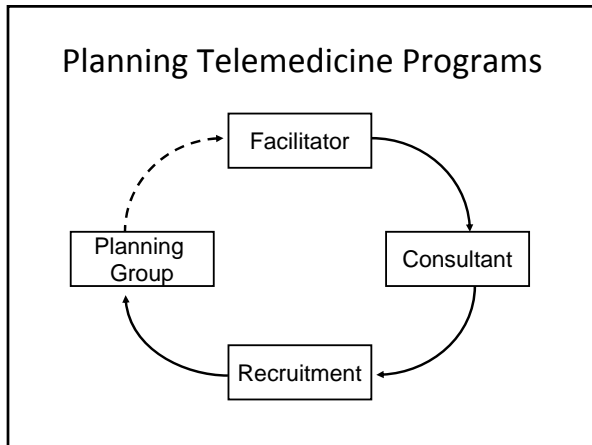 Planning Telemedicine Programs
Facilitator
Planning
Group
Consultant
Recruitment